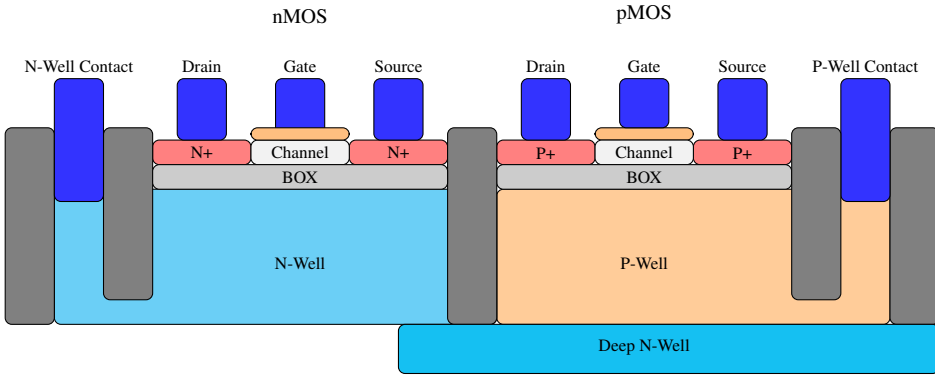 nMOS
pMOS
N-Well Contact
Drain
Gate
Source
Drain
Gate
Source
P-Well Contact
N+
Channel
N+
P+
Channel
P+
BOX
BOX
N-Well
P-Well
Deep N-Well